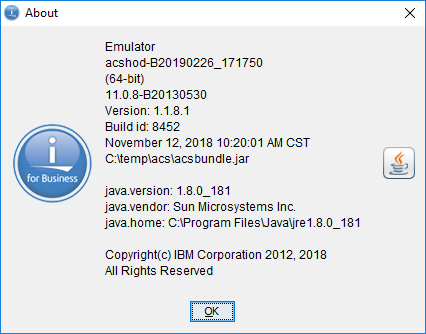 About
Emulator
acshod-B20190226_171750
(64-bit)
11.0.8-B20130530
Version: 1.1.8.1
Build id: 8452
November 12, 2018 10:20:01 AM CST
C:\temp\acs\acsbundle.jar
i
for Business
java.version: 1.8.0_181
java.vendor: Sun Microsystems Inc.
java.home: C:\Program Files\Java\jre1.8.0_181
Copyright(c) IBM Corporation 2012, 2018
All Rights Reserved
OK